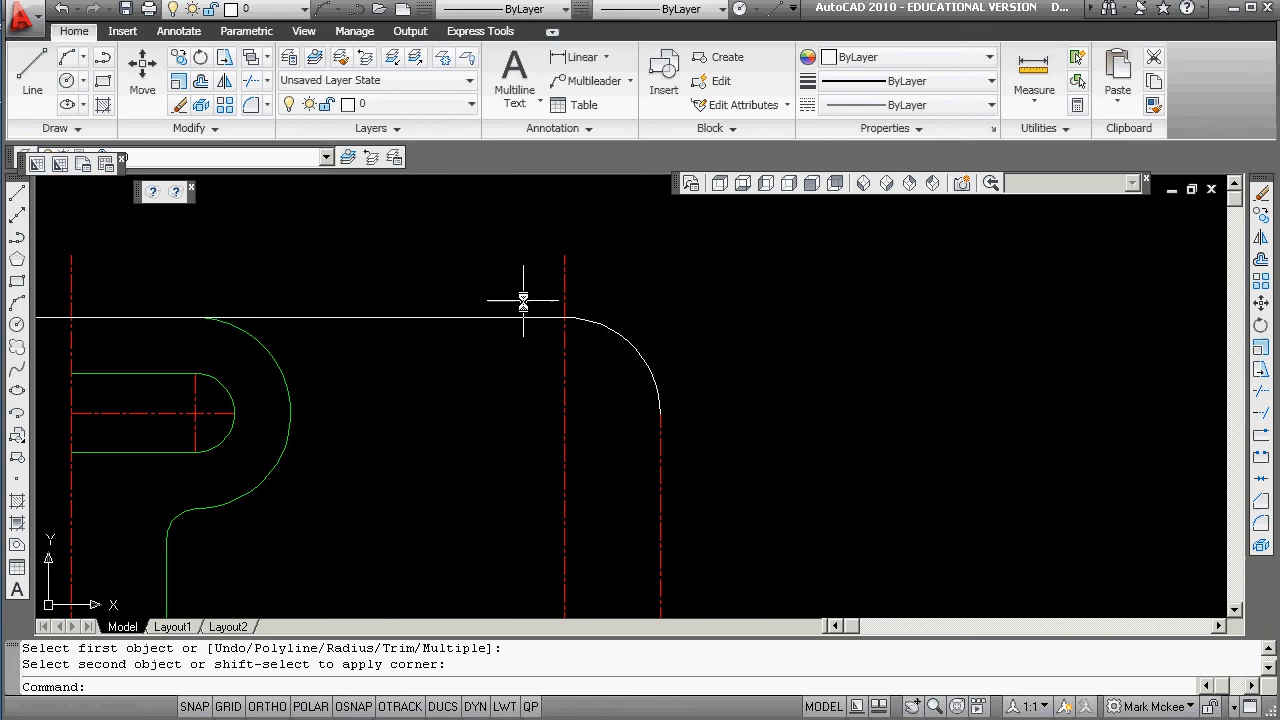 0 ByLayer ByLayer AutoCAD 2010 - EDUCATIONAL VERSION D...
Home Insert Annotate Parametric View Manage Output Express Tools
Line Move Unsaved Layer State 0 Multiline Text Linear Multileader Table Insert Create Edit Edit Attributes ByLayer ByLayer ByLayer Measure Paste
Draw Modify Layers Annotation Block Properties Utilities Clipboard
Y
X
Model Layout1 Layout2
Select first object or [Undo/Polyline/Radius/Trim/Multiple]:
Select second object or shift-select to apply corner:
Command:
SNAP GRID ORTHO POLAR OSNAP OTRACK DUCS DYN LWT QP MODEL 1:1 Mark Mckee